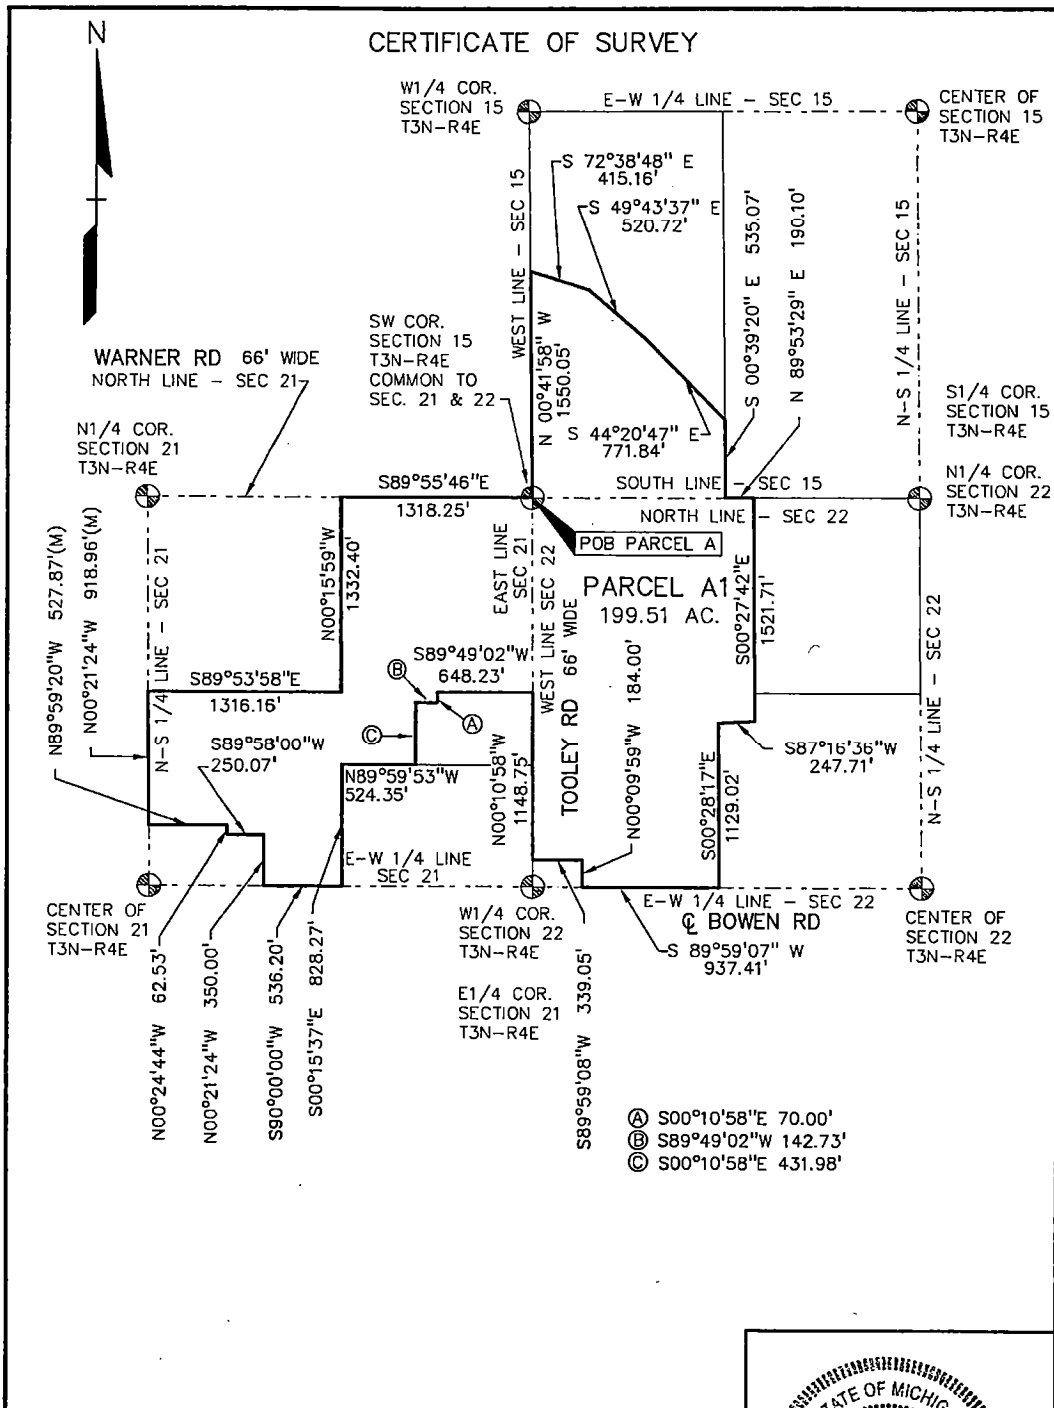 N
CERTIFICATE OF SURVEY
W1/4 COR.
SECTION 15
T3N-R4E
E-W 1/4 LINE - SEC 15
CENTER OF
SECTION 15
T3N-R4E
S 72°38'48" E
415.16'
S 49°43'37" E
520.72'
WEST LINE - SEC 15
N 00°41'58" W
1550.05'
S 00°39'20" E 535.07'
N 89°53'29" E 190.10'
N-S 1/4 LINE - SEC 15
SW COR.
SECTION 15
T3N-R4E
COMMON TO
SEC. 21 & 22
WARNER RD 66' WIDE
NORTH LINE - SEC 21
S1/4 COR.
SECTION 15
T3N-R4E
N1/4 COR.
SECTION 21
T3N-R4E
S 44°20'47" E
771.84'
N1/4 COR.
SECTION 22
T3N-R4E
S89°55'46"E
1318.25'
SOUTH LINE - SEC 15
NORTH LINE - SEC 22
POB PARCEL A
PARCEL A1
199.51 AC.
N89°59'20"W 527.87'(M)
N00°21'24"W 918.96'(M)
N-S 1/4 LINE - SEC 21
N00°15'59"W
1332.40'
EAST LINE
SEC 21
WEST LINE SEC 22
TOOLEY RD 66' WIDE
N00°09'59"W 184.00'
S00°27'42"E
1521.71'
N-S 1/4 LINE - SEC 22
S89°53'58"E
1316.16'
B
S89°49'02"W
648.23'
A
C
S89°58'00"W
250.07'
N89°59'53"W
524.35'
N00°10'58"W
1148.75'
S87°16'36"W
247.71'
S00°28'17"E
1129.02'
E-W 1/4 LINE
SEC 21
E-W 1/4 LINE - SEC 22
℄ BOWEN RD
CENTER OF
SECTION 21
T3N-R4E
W1/4 COR.
SECTION 22
T3N-R4E
E1/4 COR.
SECTION 21
T3N-R4E
S 89°59'07" W
937.41'
CENTER OF
SECTION 22
T3N-R4E
N00°24'44"W 62.53'
N00°21'24"W 350.00'
S90°00'00"W 536.20'
S00°15'37"E 828.27'
S89°59'08"W 339.05'
A S00°10'58"E 70.00'
B S89°49'02"W 142.73'
C S00°10'58"E 431.98'
OF